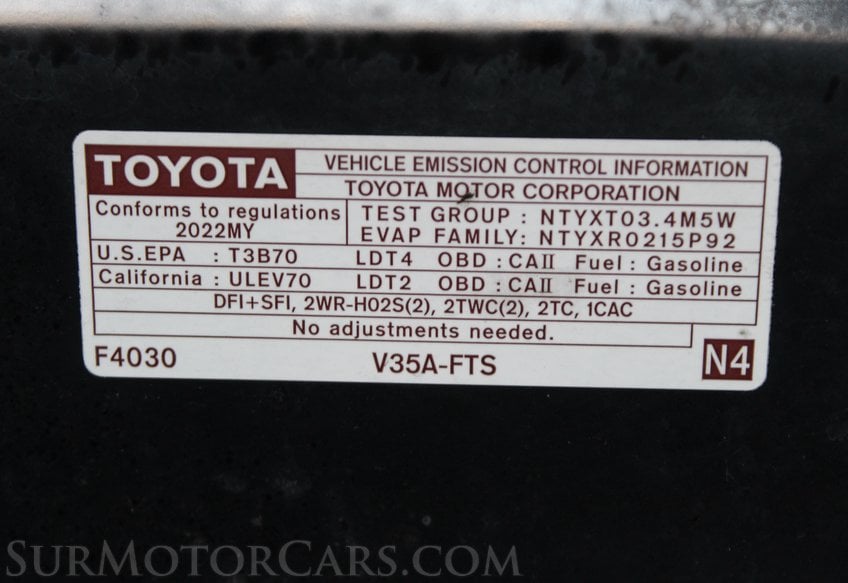 TOYOTA
VEHICLE EMISSION CONTROL INFORMATION
TOYOTA MOTOR CORPORATION
Conforms to regulations
2022MY
TEST GROUP : NTYXT03.4M5W
EVAP FAMILY: NTYXR0215P92
U.S.EPA : T3B70 LDT4 OBD : CAII Fuel : Gasoline
California : ULEV70 LDT2 OBD : CAII Fuel : Gasoline
DFI+SFI, 2WR-HO2S(2), 2TWC(2), 2TC, 1CAC
No adjustments needed.
F4030 V35A-FTS N4
SurMotorCars.com